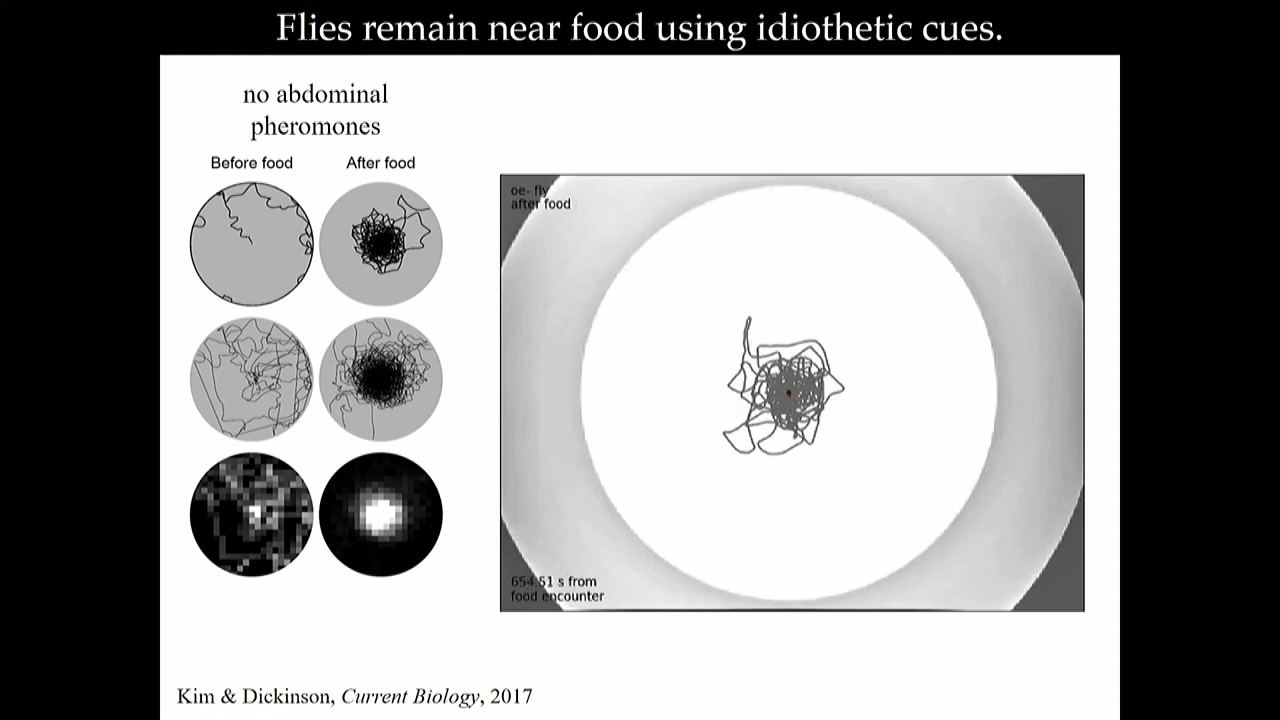 Flies remain near food using idiothetic cues.
no abdominal
pheromones
Before food
After food
oe- fly
after food
654.51 s from
food encounter
Kim & Dickinson, Current Biology, 2017